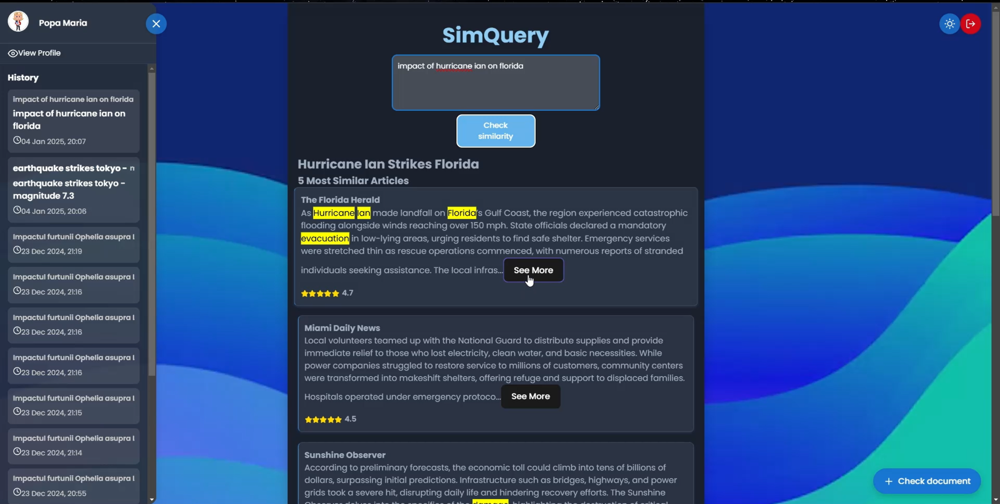 Popa Maria
View Profile
History
impact of hurricane ian on florida
impact of hurricane ian on
florida
04 Jan 2025, 20:07
earthquake strikes tokyo -
earthquake strikes tokyo -
magnitude 7.3
04 Jan 2025, 20:06
Impactul furtunii Ophelia asupra
23 Dec 2024, 21:19
Impactul furtunii Ophelia asupra
23 Dec 2024, 21:16
Impactul furtunii Ophelia asupra
23 Dec 2024, 21:16
Impactul furtunii Ophelia asupra
23 Dec 2024, 21:16
Impactul furtunii Ophelia asupra
23 Dec 2024, 21:15
Impactul furtunii Ophelia asupra
23 Dec 2024, 21:14
Impactul furtunii Ophelia asupra
23 Dec 2024, 20:55
SimQuery
impact of hurricane ian on florida
Check
similarity
Hurricane Ian Strikes Florida
5 Most Similar Articles
The Florida Herald
As Hurricane Ian made landfall on Florida's Gulf Coast, the region experienced catastrophic
flooding alongside winds reaching over 150 mph. State officials declared a mandatory
evacuation in low-lying areas, urging residents to find safe shelter. Emergency services
were stretched thin as rescue operations commenced, with numerous reports of stranded
individuals seeking assistance. The local infras... See More
4.7
Miami Daily News
Local volunteers teamed up with the National Guard to distribute supplies and provide
immediate relief to those who lost electricity, clean water, and basic necessities. While
power companies struggled to restore service to millions of customers, community centers
were transformed into makeshift shelters, offering refuge and support to displaced families.
Hospitals operated under emergency protoco... See More
4.5
Sunshine Observer
According to preliminary forecasts, the economic toll could climb into tens of billions of
dollars, surpassing initial predictions. Infrastructure such as bridges, highways, and power
grids took a severe hit, disrupting daily life and hindering recovery efforts. The Sunshine
Observer delves into the specifics of the damage, highlighting the destruction of critical
+ Check document